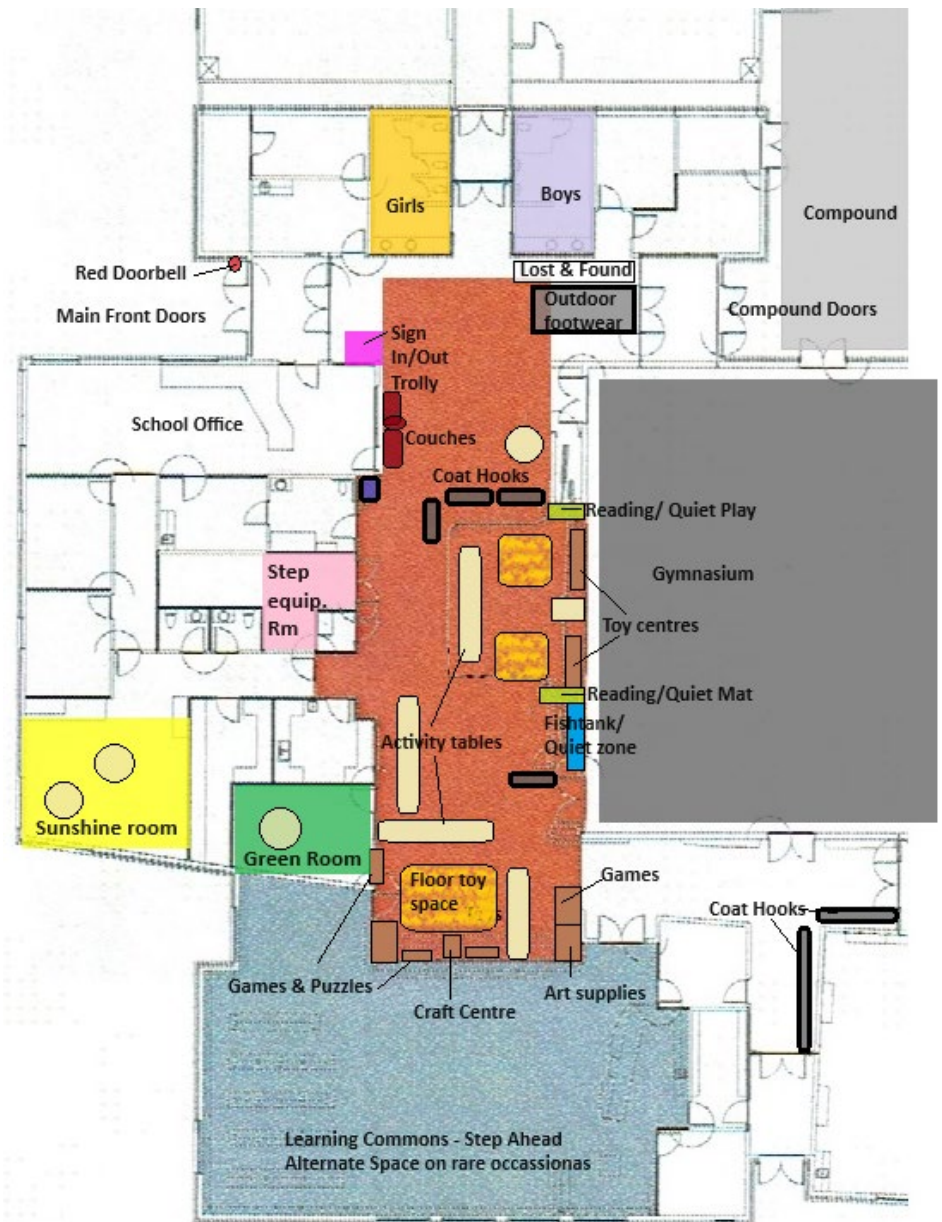 Girls
Boys
Compound
Red Doorbell
Lost & Found
Outdoor
footwear
Main Front Doors
Compound Doors
Sign
In/Out
Trolly
School Office
Couches
Coat Hooks
Reading/ Quiet Play
Step
equip.
Rm
Gymnasium
Toy centres
Reading/Quiet Mat
Fishtank/
Quiet zone
Activity tables
Sunshine room
Green Room
Floor toy
space
Games
Coat Hooks
Games & Puzzles
Craft Centre
Art supplies
Learning Commons - Step Ahead
Alternate Space on rare occassionas